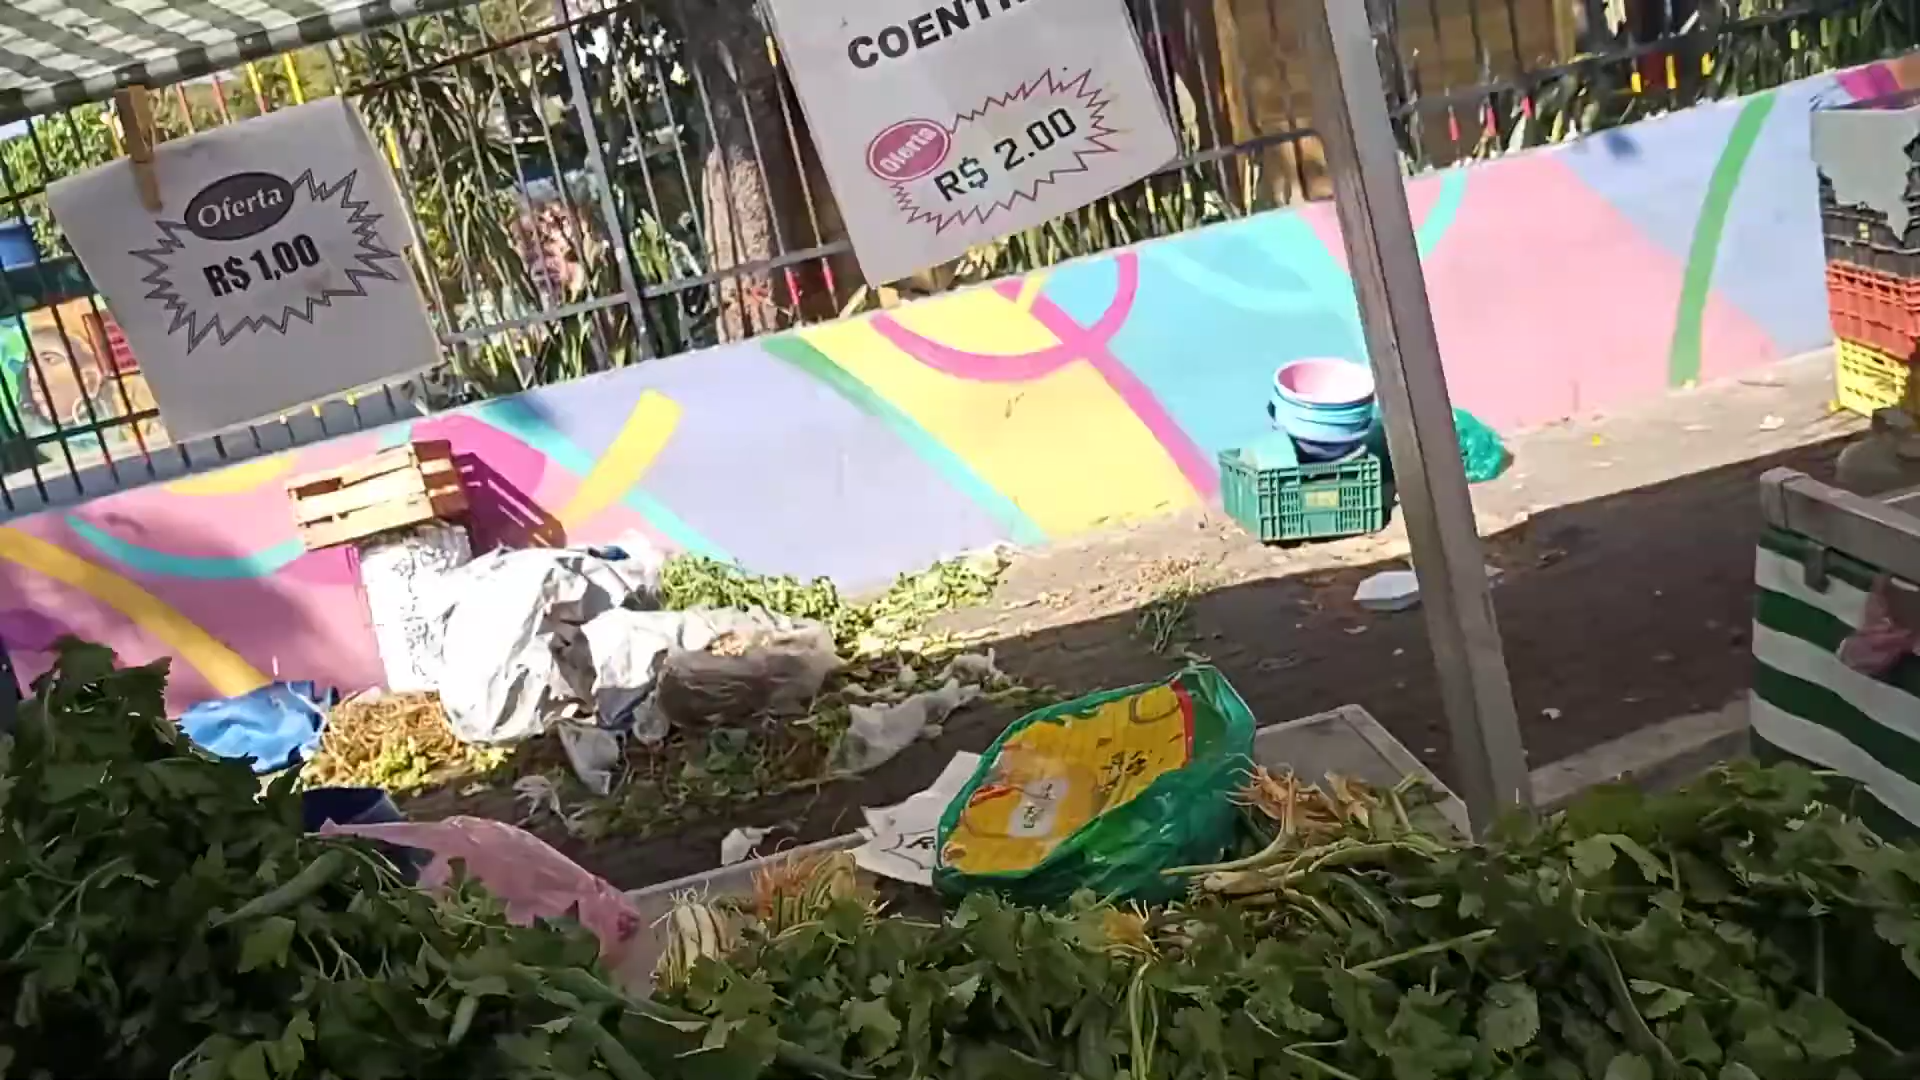 Oferta
R$ 1,00
COENT
Oferta
R$ 2.00